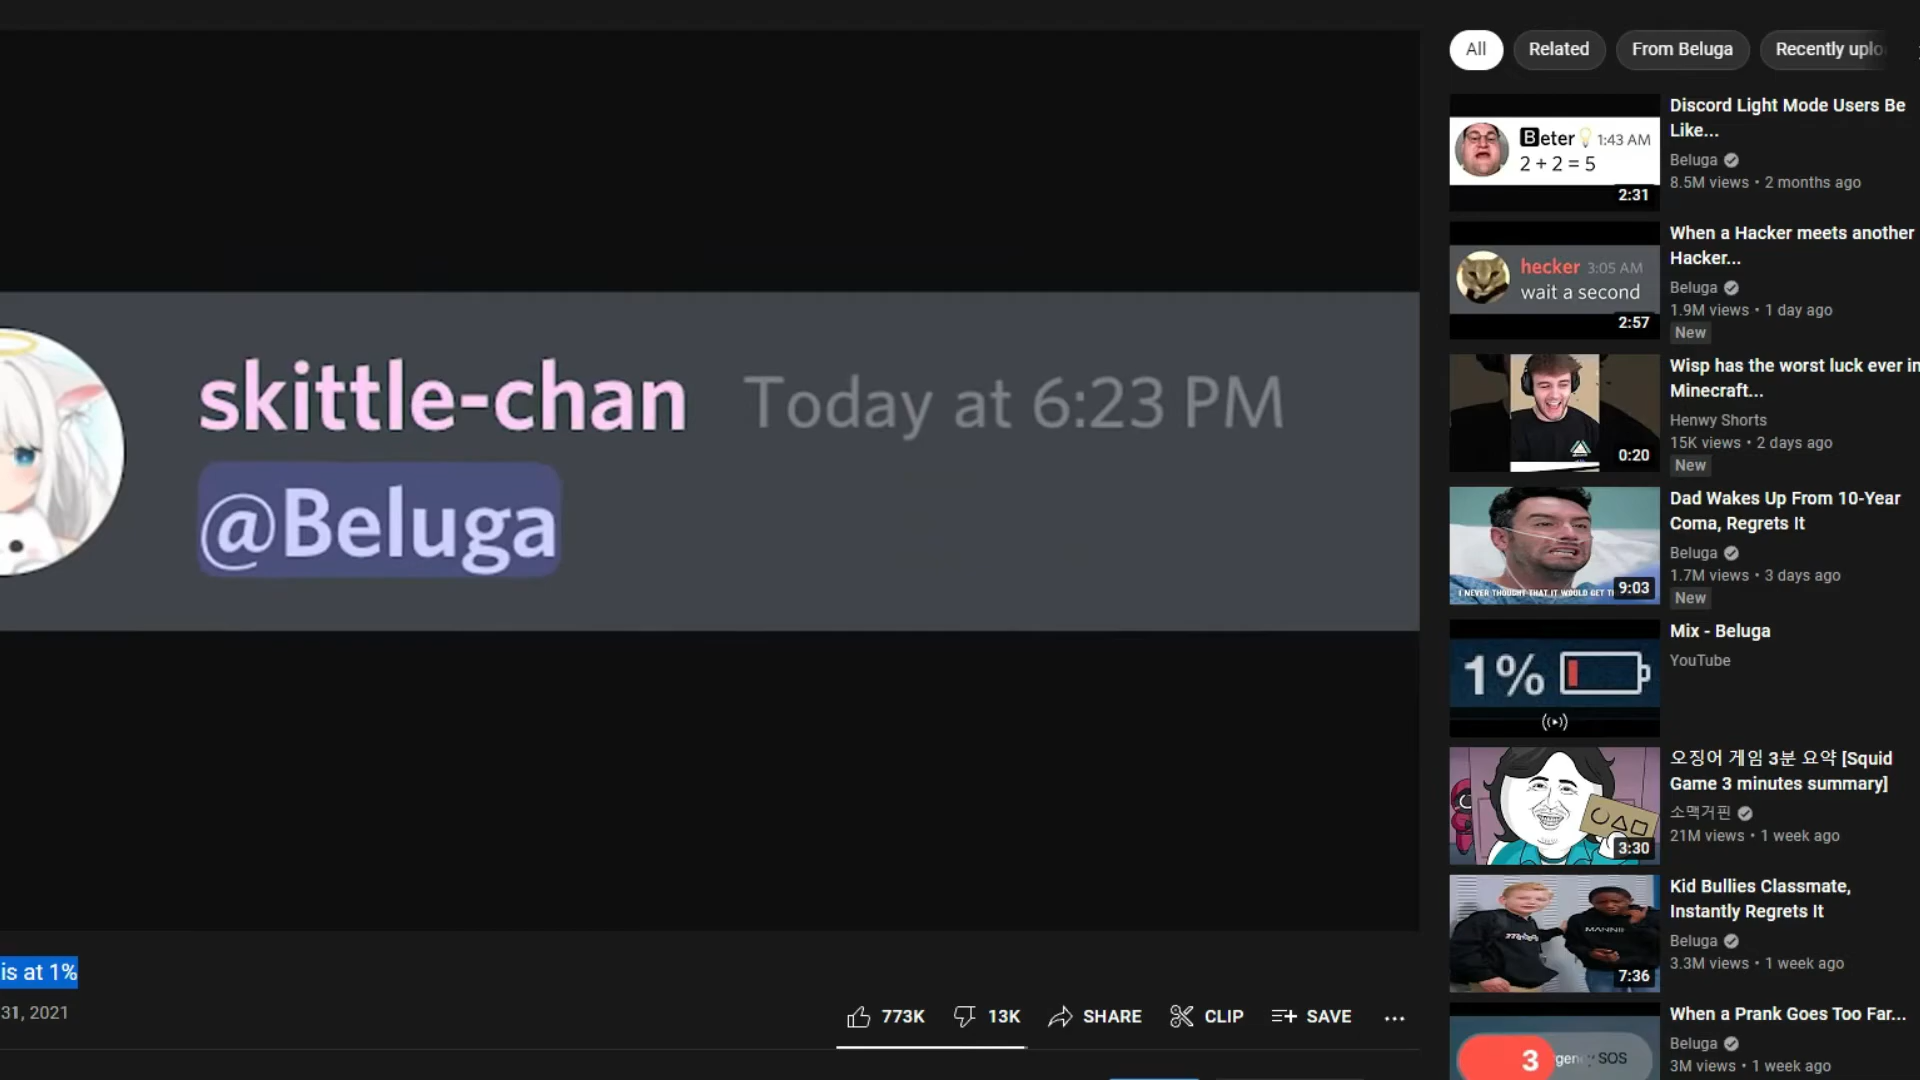 All
Related
From Beluga
Recently uplo
skittle-chan Today at 6:23 PM
@Beluga
is at 1%
31, 2021
773K
13K
SHARE
CLIP
SAVE
Beter 1:43 AM
2 + 2 = 5
2:31
Discord Light Mode Users Be
Like...
Beluga
8.5M views • 2 months ago
hecker 3:05 AM
wait a second
2:57
When a Hacker meets another
Hacker...
Beluga
1.9M views • 1 day ago
New
0:20
Wisp has the worst luck ever in
Minecraft...
Henwy Shorts
15K views • 2 days ago
New
I NEVER THOUGHT THAT IT WOULD GET
9:03
Dad Wakes Up From 10-Year
Coma, Regrets It
Beluga
1.7M views • 3 days ago
New
1%
Mix - Beluga
YouTube
3:30
오징어 게임 3분 요약 [Squid
Game 3 minutes summary]
소맥거핀
21M views • 1 week ago
7:36
Kid Bullies Classmate,
Instantly Regrets It
Beluga
3.3M views • 1 week ago
3
SOS
When a Prank Goes Too Far...
Beluga
3M views • 1 week ago